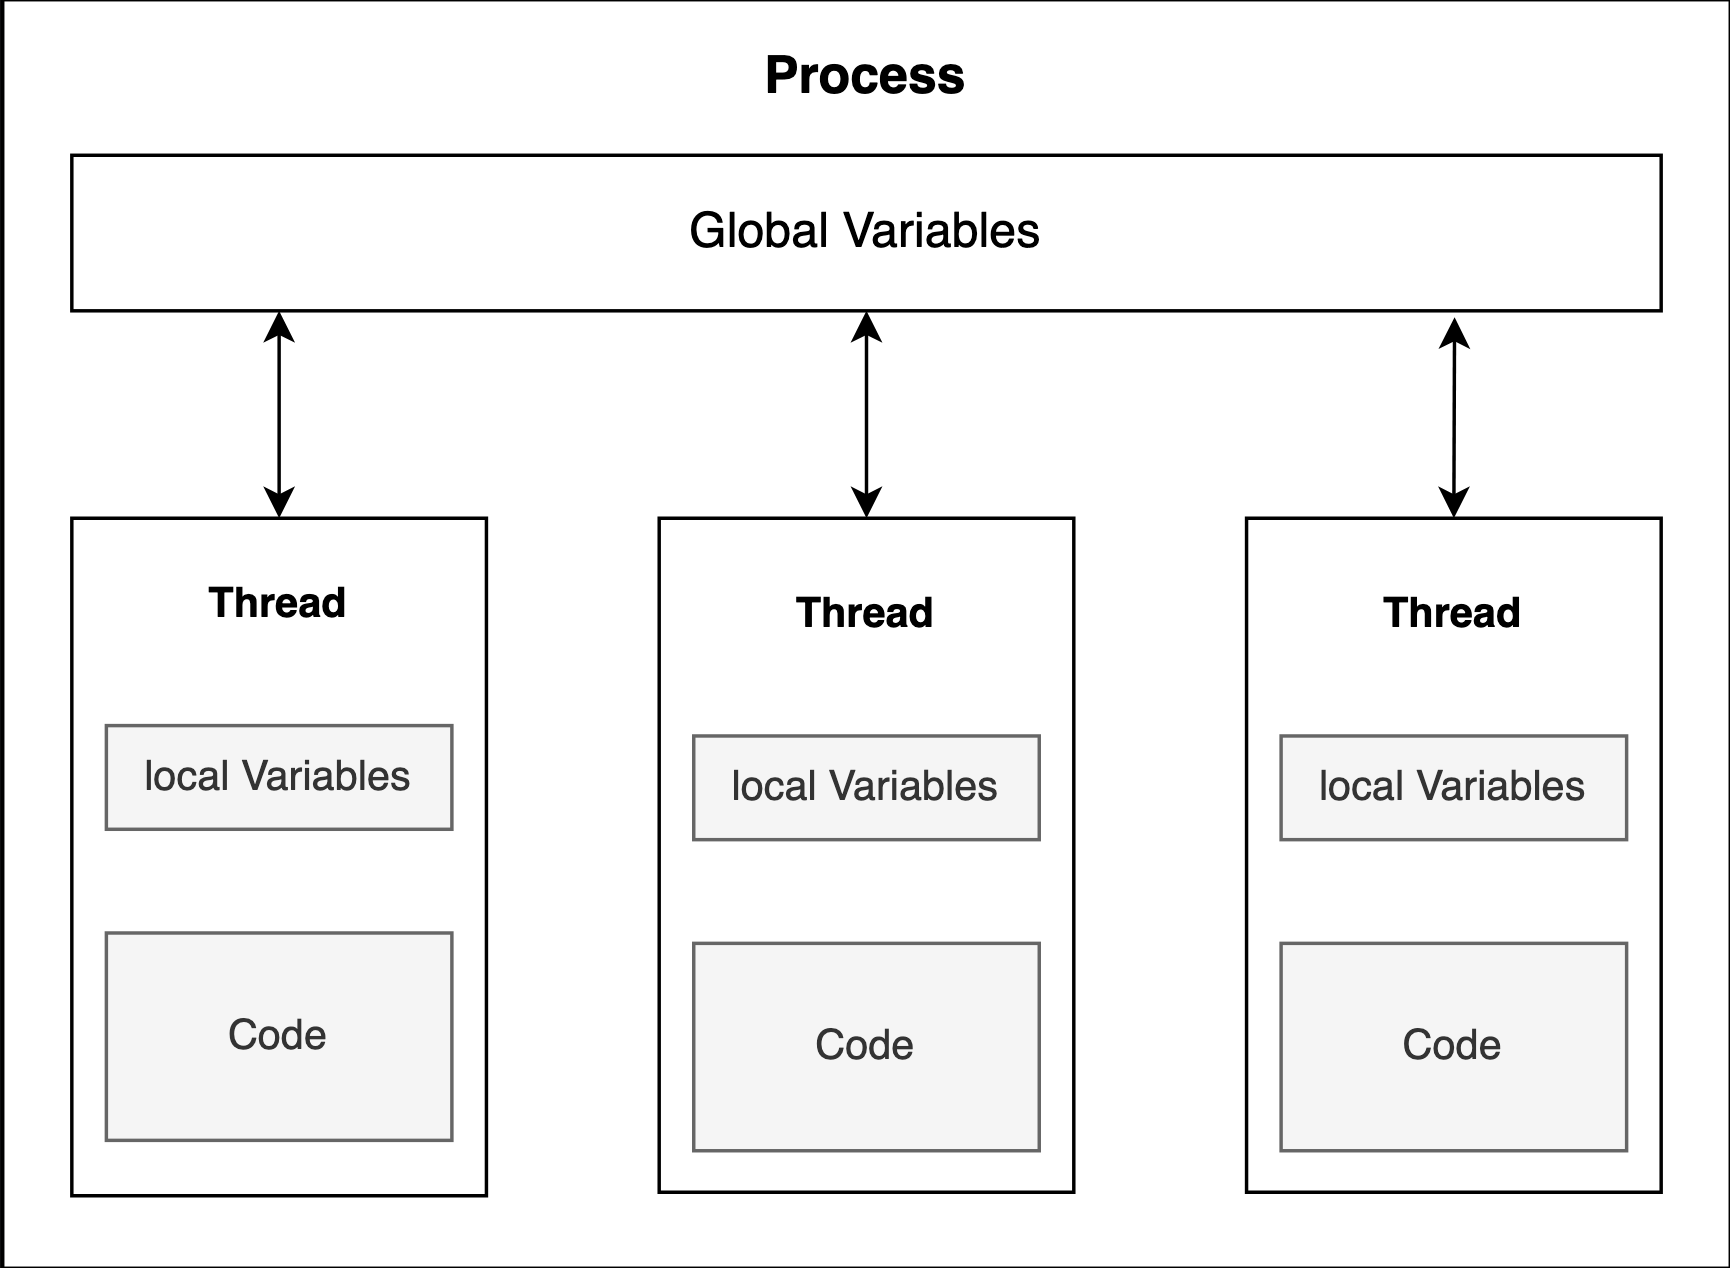 Process
Global Variables
Thread
Thread
Thread
local Variables
local Variables
local Variables
Code
Code
Code